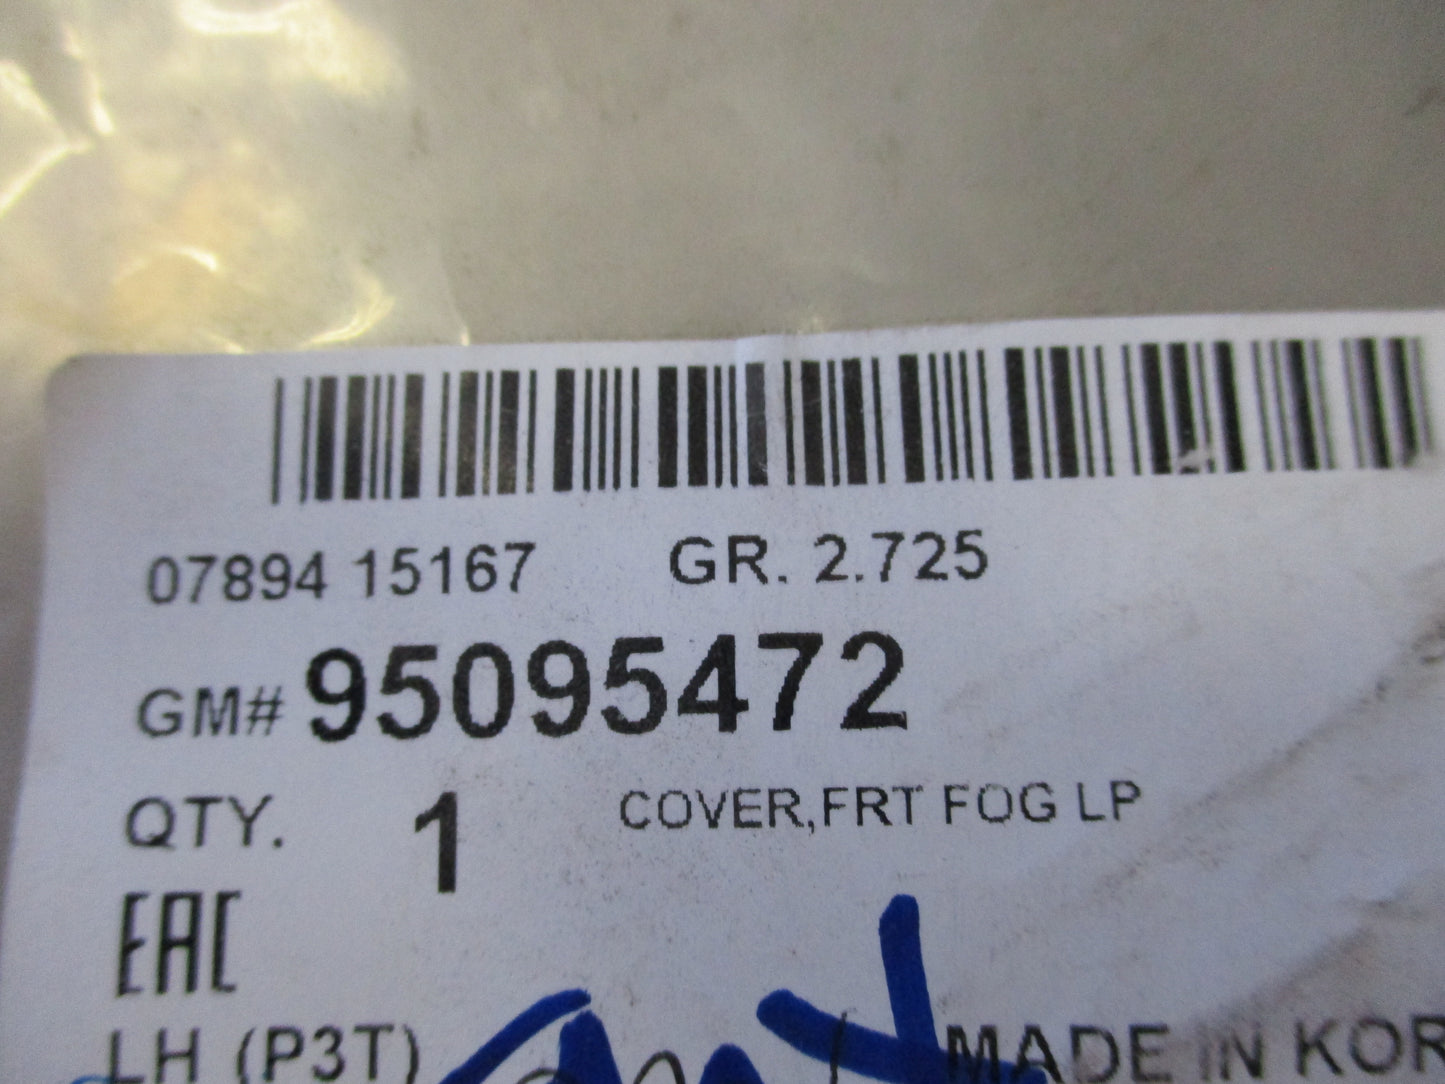 07894 15167 GR. 2.725
GM# 95095472
QTY. 1 COVER,FRT FOG LP
EAC
LH (P3T) MADE IN KOR